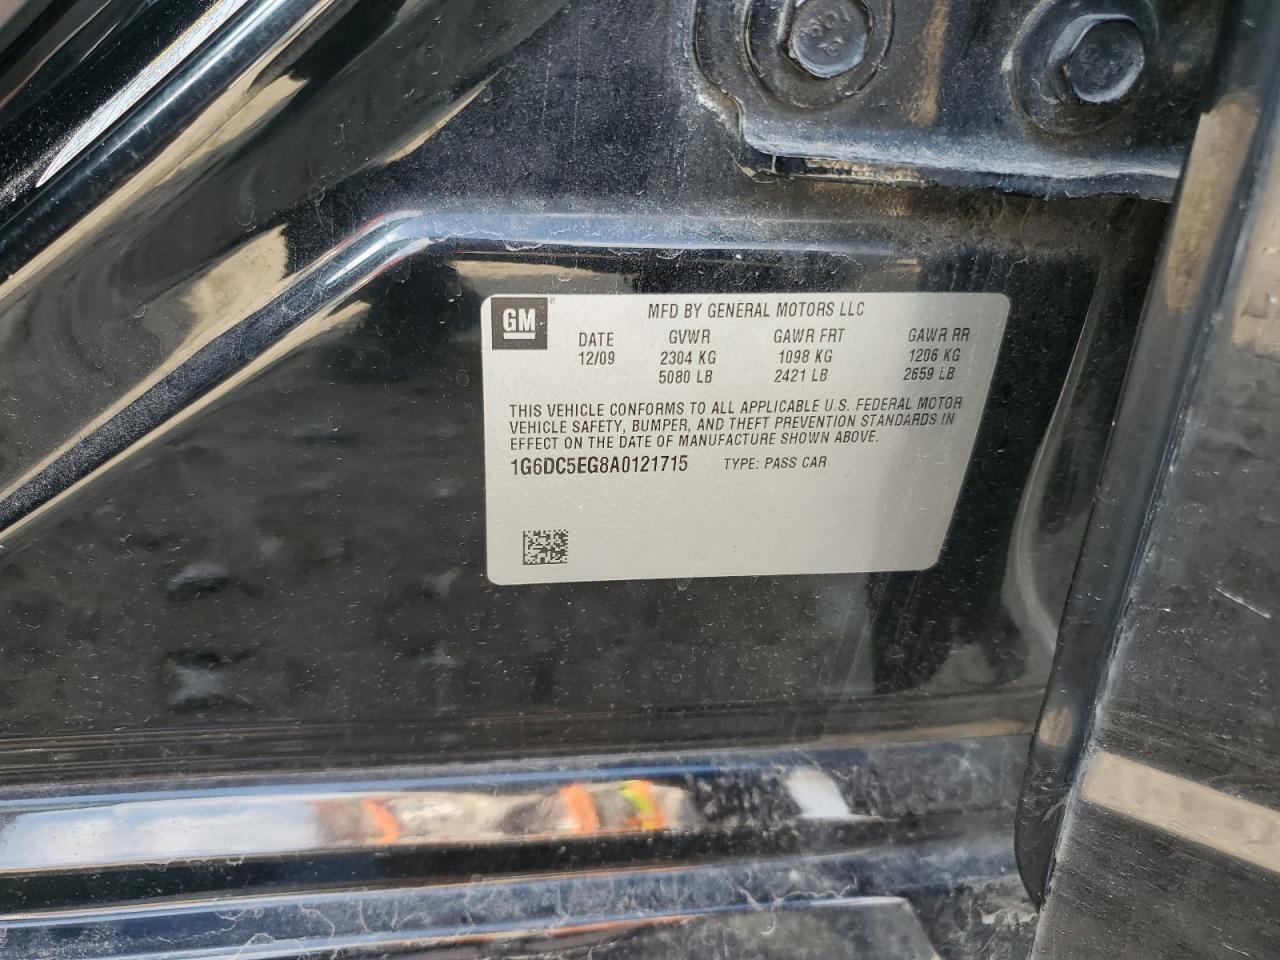 GM
MFD BY GENERAL MOTORS LLC
DATE GVWR GAWR FRT GAWR RR
12/09 2304 KG 1098 KG 1206 KG
5080 LB 2421 LB 2659 LB
THIS VEHICLE CONFORMS TO ALL APPLICABLE U.S. FEDERAL MOTOR
VEHICLE SAFETY, BUMPER, AND THEFT PREVENTION STANDARDS IN
EFFECT ON THE DATE OF MANUFACTURE SHOWN ABOVE.
1G6DC5EG8A0121715 TYPE: PASS CAR